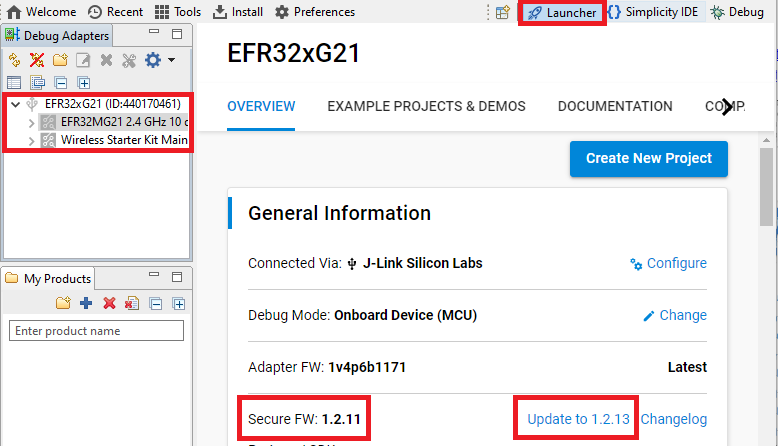 Welcome Recent Tools Install Preferences Launcher Simplicity IDE Debug
Debug Adapters
EFR32xG21 (ID:440170461)
EFR32MG21 2.4 GHz 10 d
Wireless Starter Kit Main
My Products
Enter product name
EFR32xG21
OVERVIEW EXAMPLE PROJECTS & DEMOS DOCUMENTATION COMP.
Create New Project
General Information
Connected Via: J-Link Silicon Labs Configure
Debug Mode: Onboard Device (MCU) Change
Adapter FW: 1v4p6b1171 Latest
Secure FW: 1.2.11 Update to 1.2.13 Changelog